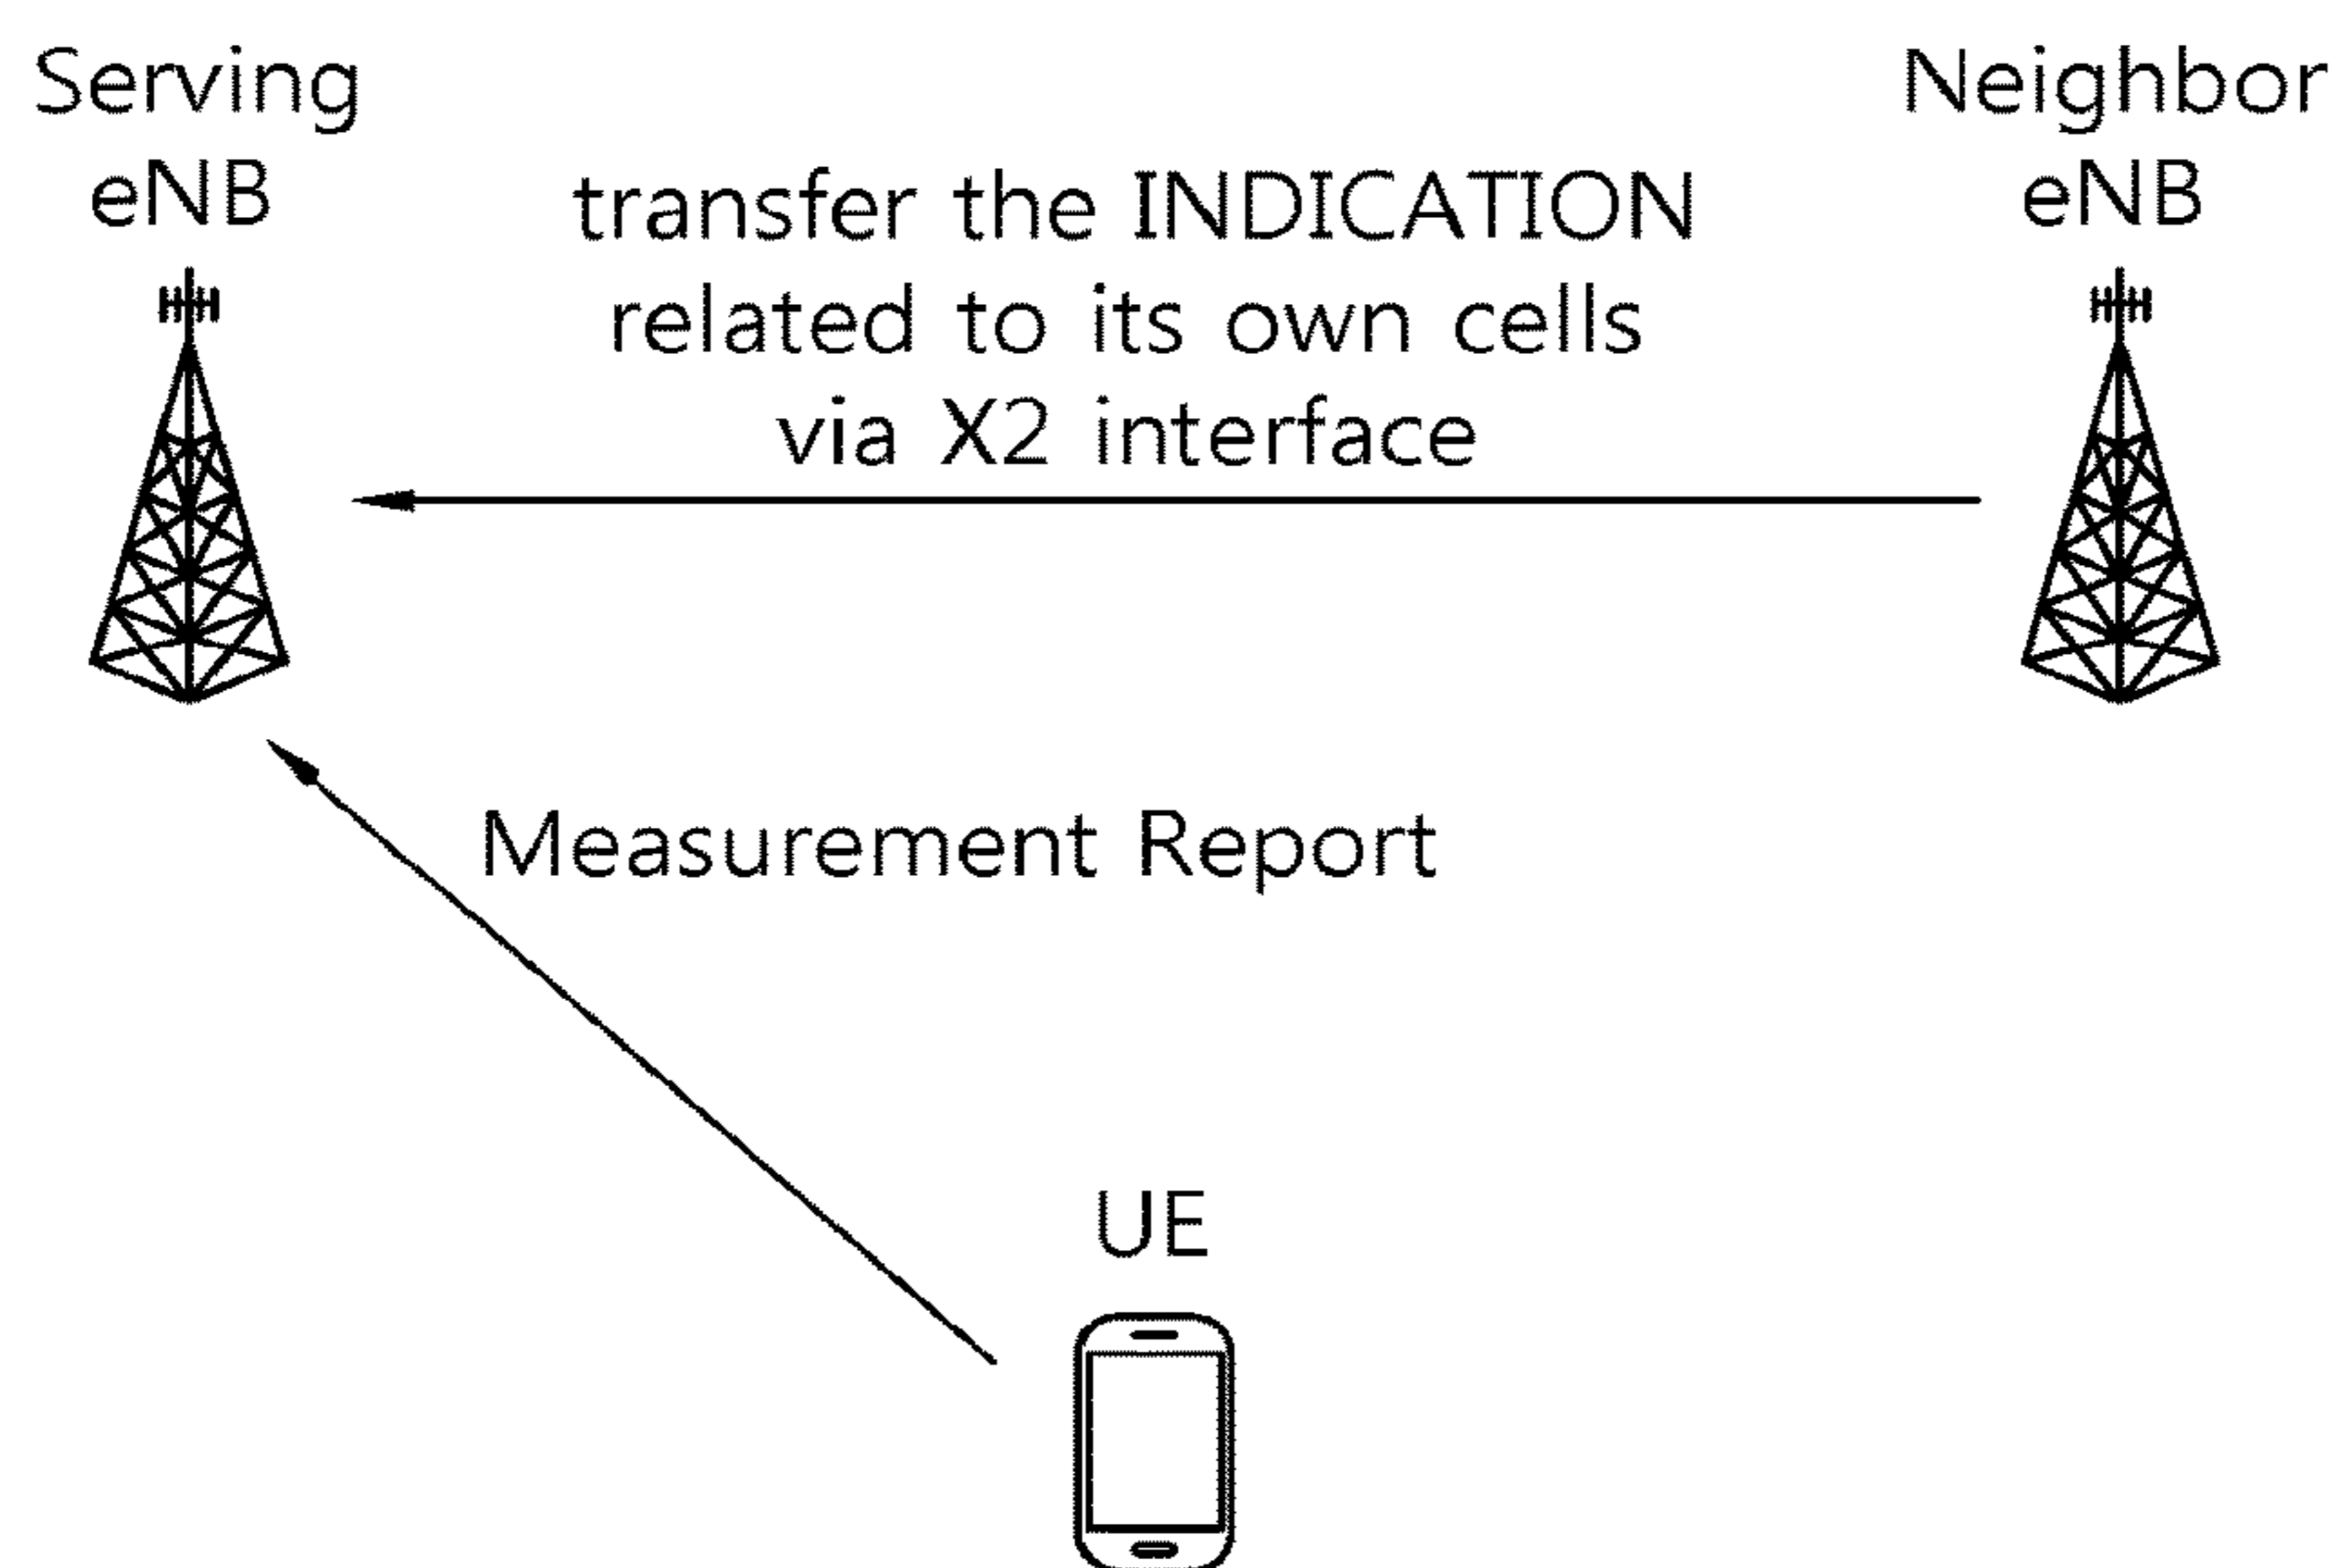 Serving
eNB
transfer the INDICATION
related to its own cells
via X2 interface
Neighbor
eNB
Measurement Report
UE